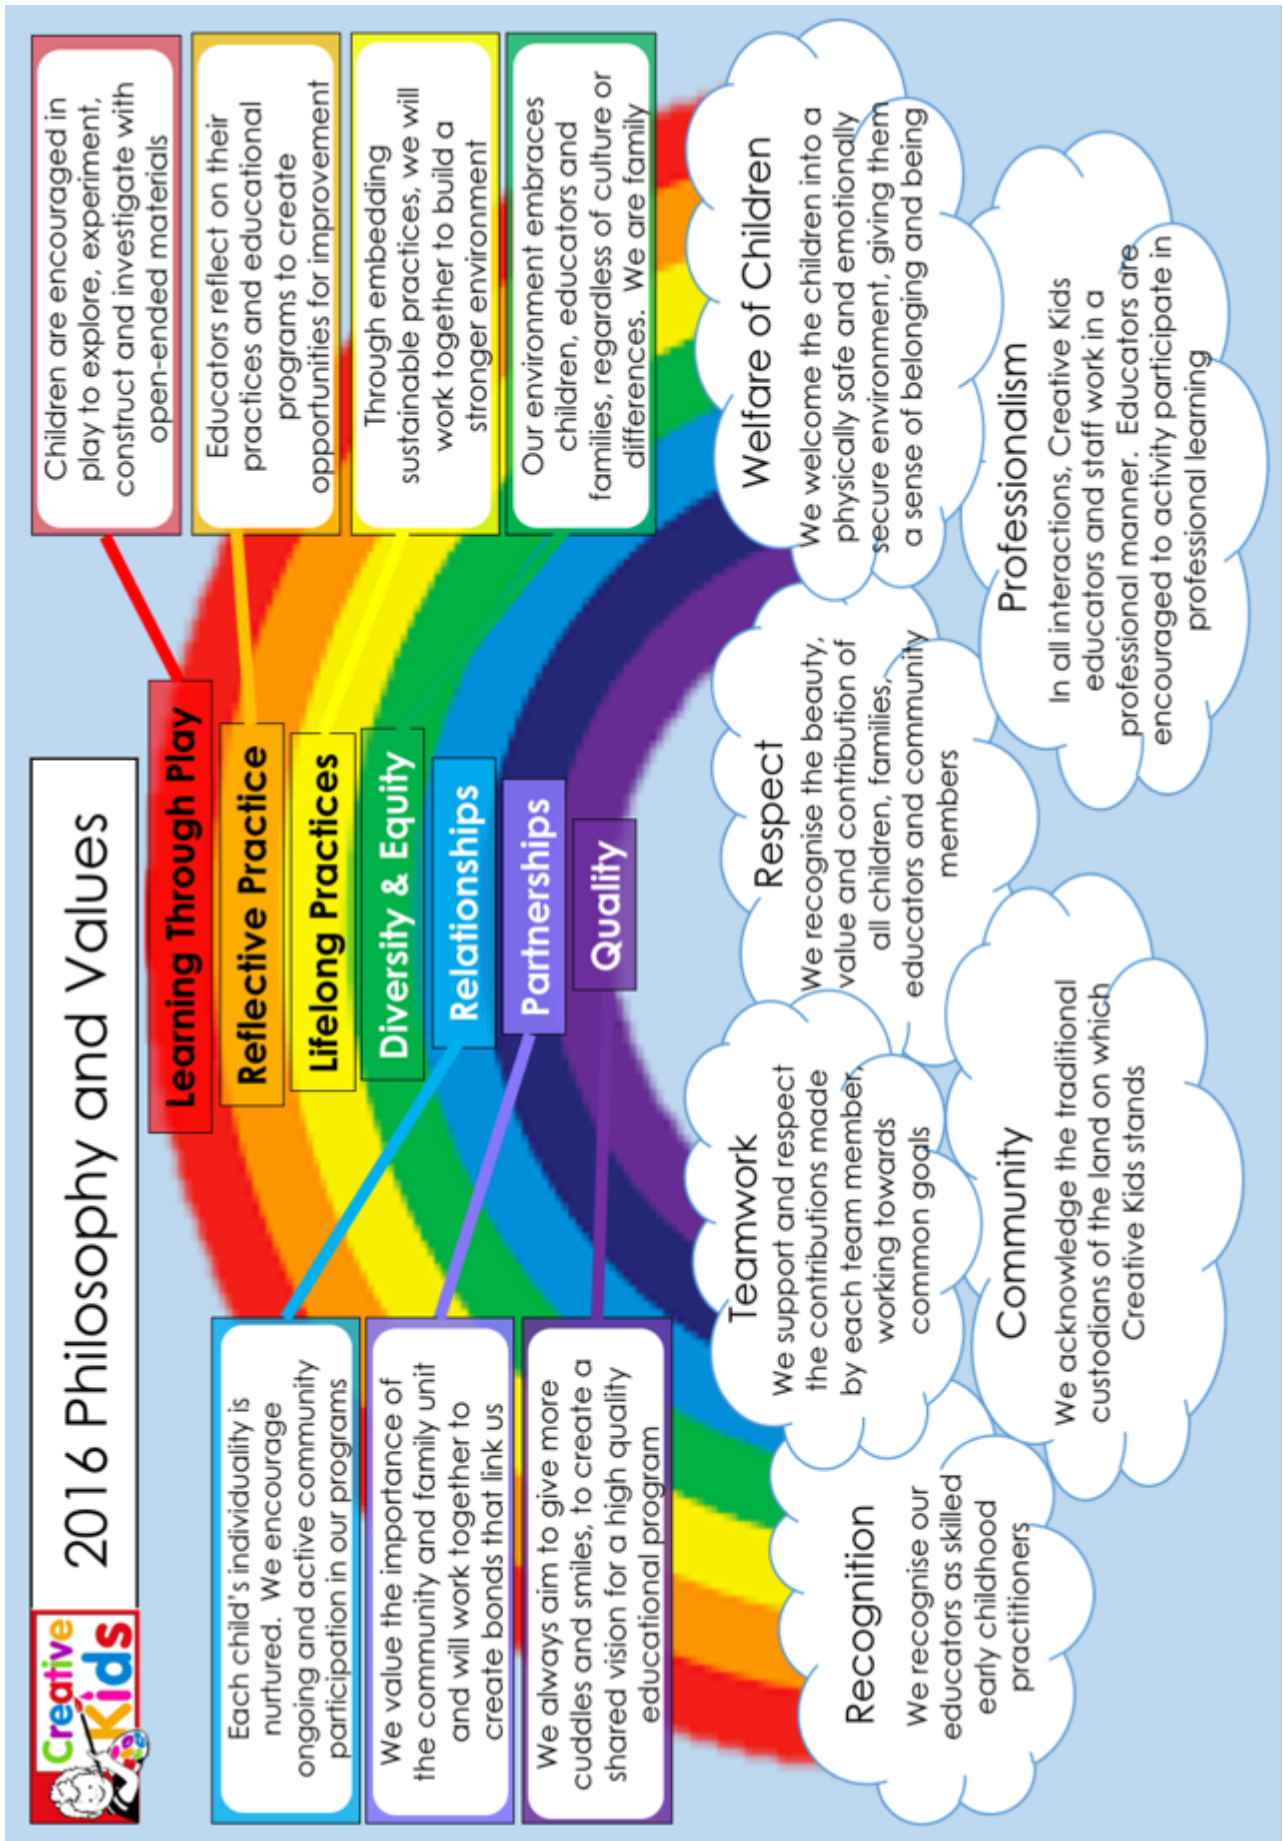 Creative
Kids
2016 Philosophy and Values
Learning Through Play
Reflective Practice
Lifelong Practices
Diversity & Equity
Relationships
Partnerships
Quality
Each child's individuality is
nurtured. We encourage
ongoing and active community
participation in our programs
We value the importance of
the community and family unit
and will work together to
create bonds that link us
We always aim to give more
cuddles and smiles, to create a
shared vision for a high quality
educational program
Children are encouraged in
play to explore, experiment,
construct and investigate with
open-ended materials
Educators reflect on their
practices and educational
programs to create
opportunities for improvement
Through embedding
sustainable practices, we will
work together to build a
stronger environment
Our environment embraces
children, educators and
families, regardless of culture or
differences. We are family
Recognition
We recognise our
educators as skilled
early childhood
practitioners
Teamwork
We support and respect
the contributions made
by each team member,
working towards
common goals
Respect
We recognise the beauty,
value and contribution of
all children, families,
educators and community
members
Welfare of Children
We welcome the children into a
physically safe and emotionally
secure environment, giving them
a sense of belonging and being
Community
We acknowledge the traditional
custodians of the land on which
Creative Kids stands
Professionalism
In all interactions, Creative Kids
educators and staff work in a
professional manner. Educators are
encouraged to activity participate in
professional learning